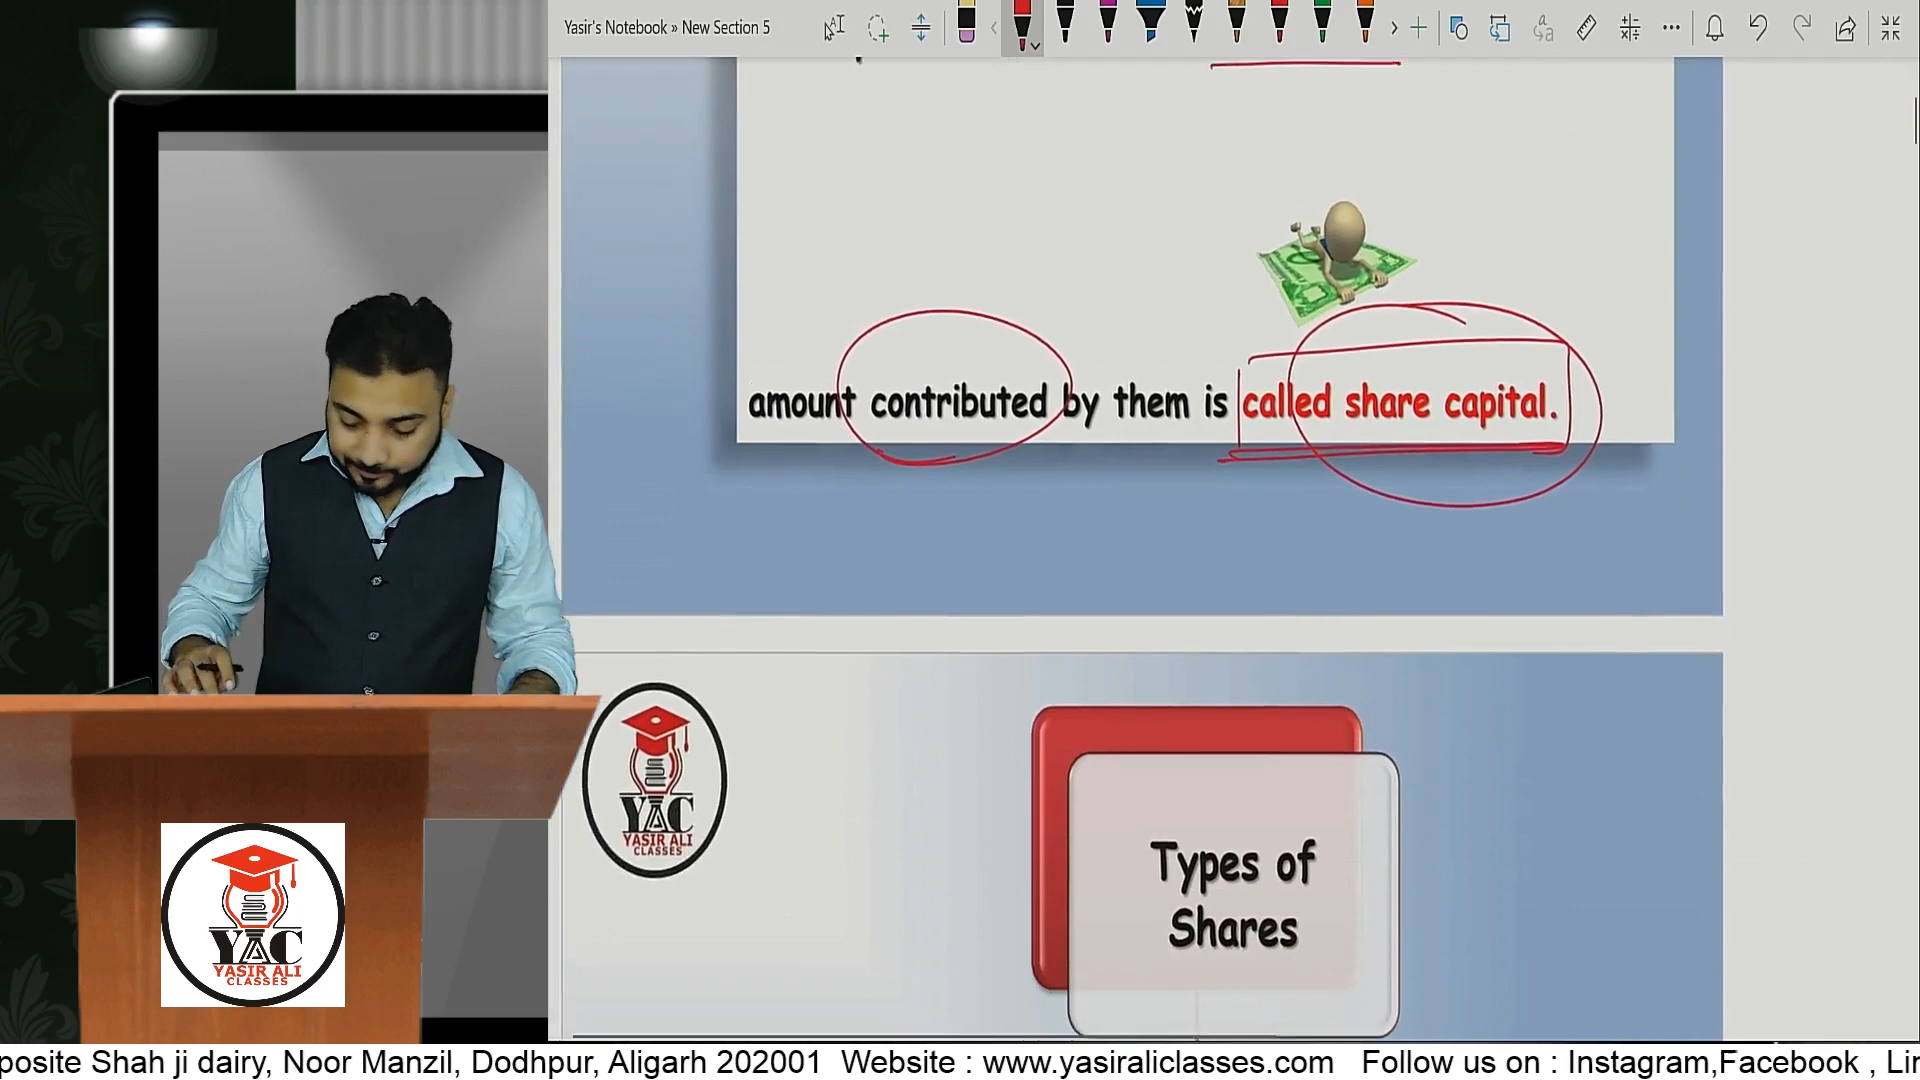 Yasir's Notebook » New Section 5
amount contributed by them is called share capital.
YAC
YASIR ALI
CLASSES
Types of
Shares
YAC
YASIR ALI
CLASSES
posite Shah ji dairy, Noor Manzil, Dodhpur, Aligarh 202001 Website : www.yasiraliclasses.com Follow us on : Instagram,Facebook , Li